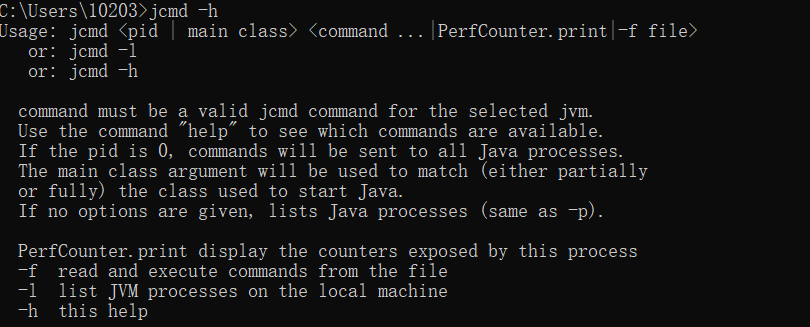 C:\Users\10203>jcmd -h
Usage: jcmd <pid | main class> <command ...|PerfCounter.print|-f file>
   or: jcmd -l
   or: jcmd -h

  command must be a valid jcmd command for the selected jvm.
  Use the command "help" to see which commands are available.
  If the pid is 0, commands will be sent to all Java processes.
  The main class argument will be used to match (either partially
  or fully) the class used to start Java.
  If no options are given, lists Java processes (same as -p).

  PerfCounter.print display the counters exposed by this process
  -f  read and execute commands from the file
  -l  list JVM processes on the local machine
  -h  this help